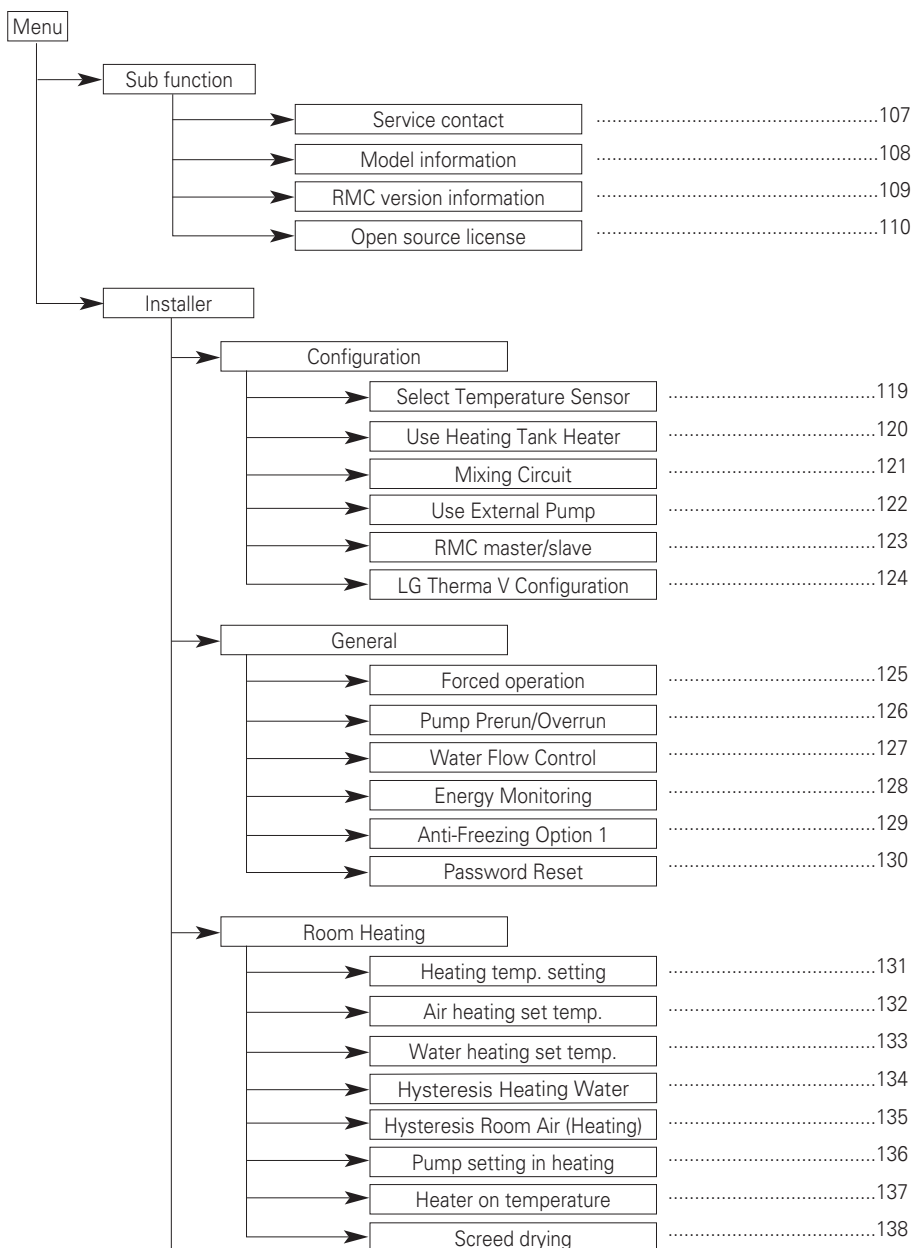 Menu
Sub function
Service contact ................................................107
Model information ................................................108
RMC version information ................................................109
Open source license ................................................110
Installer
Configuration
Select Temperature Sensor ...................................119
Use Heating Tank Heater ...................................120
Mixing Circuit ...................................121
Use External Pump ...................................122
RMC master/slave ...................................123
LG Therma V Configuration ...................................124
General
Forced operation ...................................125
Pump Prerun/Overrun ...................................126
Water Flow Control ...................................127
Energy Monitoring ...................................128
Anti-Freezing Option 1 ...................................129
Password Reset ...................................130
Room Heating
Heating temp. setting ...................................131
Air heating set temp. ...................................132
Water heating set temp. ...................................133
Hysteresis Heating Water ...................................134
Hysteresis Room Air (Heating) ...................................135
Pump setting in heating ...................................136
Heater on temperature ...................................137
Screed drying ...................................138